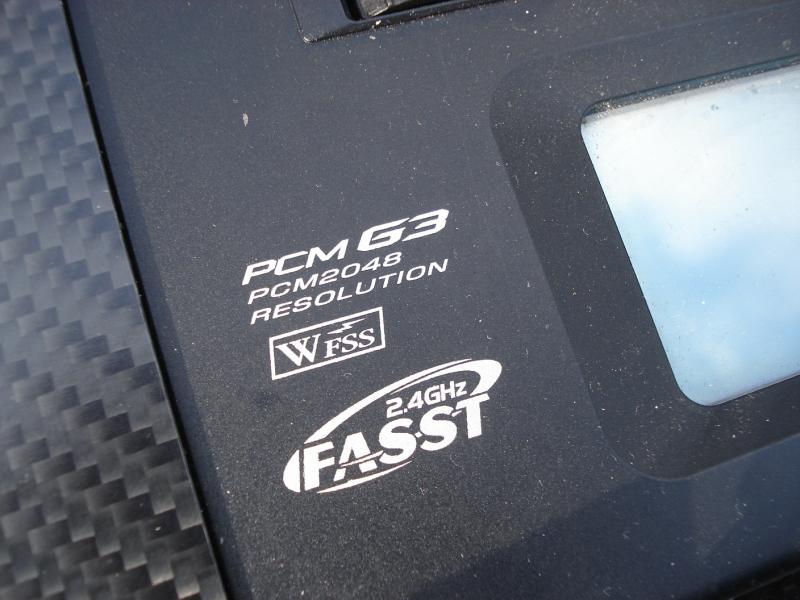 PCM G3
PCM2048
RESOLUTION
WFSS
2.4GHz
FASST